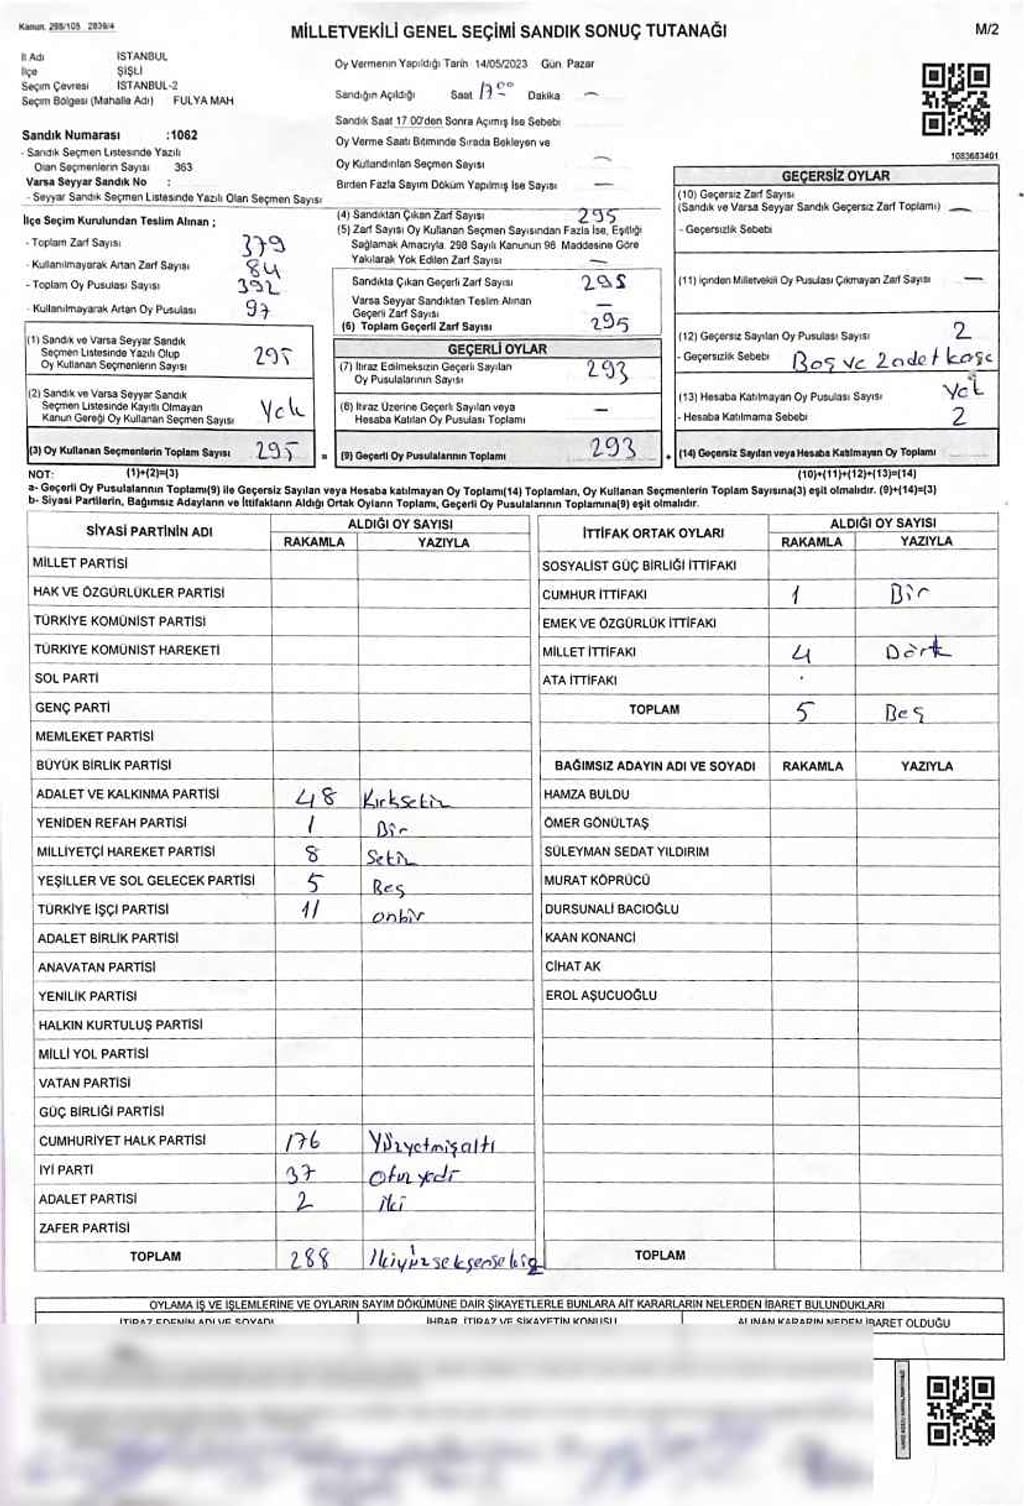 Kanun: 298/105 2839/4
MİLLETVEKİLİ GENEL SEÇİMİ SANDIK SONUÇ TUTANAĞI
M/2
İl Adı İSTANBUL
İlçe ŞİŞLİ
Seçim Çevresi İSTANBUL-2
Seçim Bölgesi (Mahalle Adı) FULYA MAH
Sandık Numarası :1062
- Sandık Seçmen Listesinde Yazılı
Olan Seçmenlerin Sayısı 363
Varsa Seyyar Sandık No :
- Seyyar Sandık Seçmen Listesinde Yazılı Olan Seçmen Sayısı
İlçe Seçim Kurulundan Teslim Alınan ;
- Toplam Zarf Sayısı 379
- Kullanılmayarak Artan Zarf Sayısı 84
- Toplam Oy Pusulası Sayısı 392
- Kullanılmayarak Artan Oy Pusulası 97
(1) Sandık ve Varsa Seyyar Sandık
Seçmen Listesinde Yazılı Olup
Oy Kullanan Seçmenlerin Sayısı 295
(2) Sandık ve Varsa Seyyar Sandık
Seçmen Listesinde Kayıtlı Olmayan
Kanun Gereği Oy Kullanan Seçmen Sayısı Yok
(3) Oy Kullanan Seçmenlerin Toplam Sayısı 295
Oy Vermenin Yapıldığı Tarih 14/05/2023 Gün. Pazar
Sandığın Açıldığı Saat 17 00 Dakika —
Sandık Saat 17 00'den Sonra Açımış İse Sebebi
Oy Verme Saati Bitiminde Sırada Bekleyen ve
Oy Kullandırılan Seçmen Sayısı —
Birden Fazla Sayım Döküm Yapılmış İse Sayısı —
(4) Sandıktan Çıkan Zarf Sayısı 295
(5) Zarf Sayısı Oy Kullanan Seçmen Sayısından Fazla İse, Eşitliği
Sağlamak Amacıyla. 298 Sayılı Kanunun 98 Maddesine Göre
Yakılarak Yok Edilen Zarf Sayısı —
Sandıkta Çıkan Geçerli Zarf Sayısı 295
Varsa Seyyar Sandıktan Teslim Alınan
Geçerli Zarf Sayısı —
(6) Toplam Geçerli Zarf Sayısı 295
GEÇERLİ OYLAR
(7) İtiraz Edilmeksizin Geçerli Sayılan
Oy Pusulalarının Sayısı 293
(8) İtiraz Üzerine Geçerli Sayılan veya
Hesaba Katılan Oy Pusulaları Toplamı —
(9) Geçerli Oy Pusulalarının Toplamı 293
1083683401
GEÇERSİZ OYLAR
(10) Geçersiz Zarf Sayısı
(Sandık ve Varsa Seyyar Sandık Geçersiz Zarf Toplamı) —
- Geçersizlik Sebebi
(11) İçinden Milletvekili Oy Pusulası Çıkmayan Zarf Sayısı —
(12) Geçersiz Sayılan Oy Pusulası Sayısı 2
- Geçersizlik Sebebi Boş ve 2 adet kaşe
(13) Hesaba Katılmayan Oy Pusulası Sayısı Yok
- Hesaba Katılmama Sebebi 2
(14) Geçersiz Sayılan veya Hesaba Katılmayan Oy Toplamı
NOT: (1)+(2)=(3) (10)+(11)+(12)+(13)=(14)
a- Geçerli Oy Pusulalarının Toplamı(9) ile Geçersiz Sayılan veya Hesaba katılmayan Oy Toplamı(14) Toplamları, Oy Kullanan Seçmenlerin Toplam Sayısına(3) eşit olmalıdır. (9)+(14)=(3)
b- Siyasi Partilerin, Bağımsız Adayların ve İttifakların Aldığı Ortak Oyların Toplamı, Geçerli Oy Pusulalarının Toplamına(9) eşit olmalıdır.
SİYASİ PARTİNİN ADI ALDIĞI OY SAYISI
RAKAMLA YAZIYLA
MİLLET PARTİSİ
HAK VE ÖZGÜRLÜKLER PARTİSİ
TÜRKİYE KOMÜNİST PARTİSİ
TÜRKİYE KOMÜNİST HAREKETİ
SOL PARTİ
GENÇ PARTİ
MEMLEKET PARTİSİ
BÜYÜK BİRLİK PARTİSİ
ADALET VE KALKINMA PARTİSİ 48 Kırksekiz
YENİDEN REFAH PARTİSİ 1 Bir
MİLLİYETÇİ HAREKET PARTİSİ 8 Sekiz
YEŞİLLER VE SOL GELECEK PARTİSİ 5 Beş
TÜRKİYE İŞÇİ PARTİSİ 11 onbir
ADALET BİRLİK PARTİSİ
ANAVATAN PARTİSİ
YENİLİK PARTİSİ
HALKIN KURTULUŞ PARTİSİ
MİLLİ YOL PARTİSİ
VATAN PARTİSİ
GÜÇ BİRLİĞİ PARTİSİ
CUMHURİYET HALK PARTİSİ 176 Yüzyetmişaltı
İYİ PARTİ 37 Otuzyedi
ADALET PARTİSİ 2 iki
ZAFER PARTİSİ
TOPLAM 288 İkiyüzseksensekiz
İTTİFAK ORTAK OYLARI ALDIĞI OY SAYISI
RAKAMLA YAZIYLA
SOSYALİST GÜÇ BİRLİĞİ İTTİFAKI
CUMHUR İTTİFAKI 1 Bir
EMEK VE ÖZGÜRLÜK İTTİFAKI
MİLLET İTTİFAKI 4 Dört
ATA İTTİFAKI
TOPLAM 5 Beş
BAĞIMSIZ ADAYIN ADI VE SOYADI RAKAMLA YAZIYLA
HAMZA BULDU
ÖMER GÖNÜLTAŞ
SÜLEYMAN SEDAT YILDIRIM
MURAT KÖPRÜCÜ
DURSUNALİ BACIOĞLU
KAAN KONANCİ
CİHAT AK
EROL AŞUCUOĞLU
TOPLAM
OYLAMA İŞ VE İŞLEMLERİNE VE OYLARIN SAYIM DÖKÜMÜNE DAİR ŞİKAYETLERLE BUNLARA AİT KARARLARIN NELERDEN İBARET BULUNDUKLARI
İTİRAZ EDENİN ADI VE SOYADI İHBAR, İTİRAZ VE ŞİKAYETİN KONUSU ALINAN KARARIN NEDEN İBARET OLDUĞU